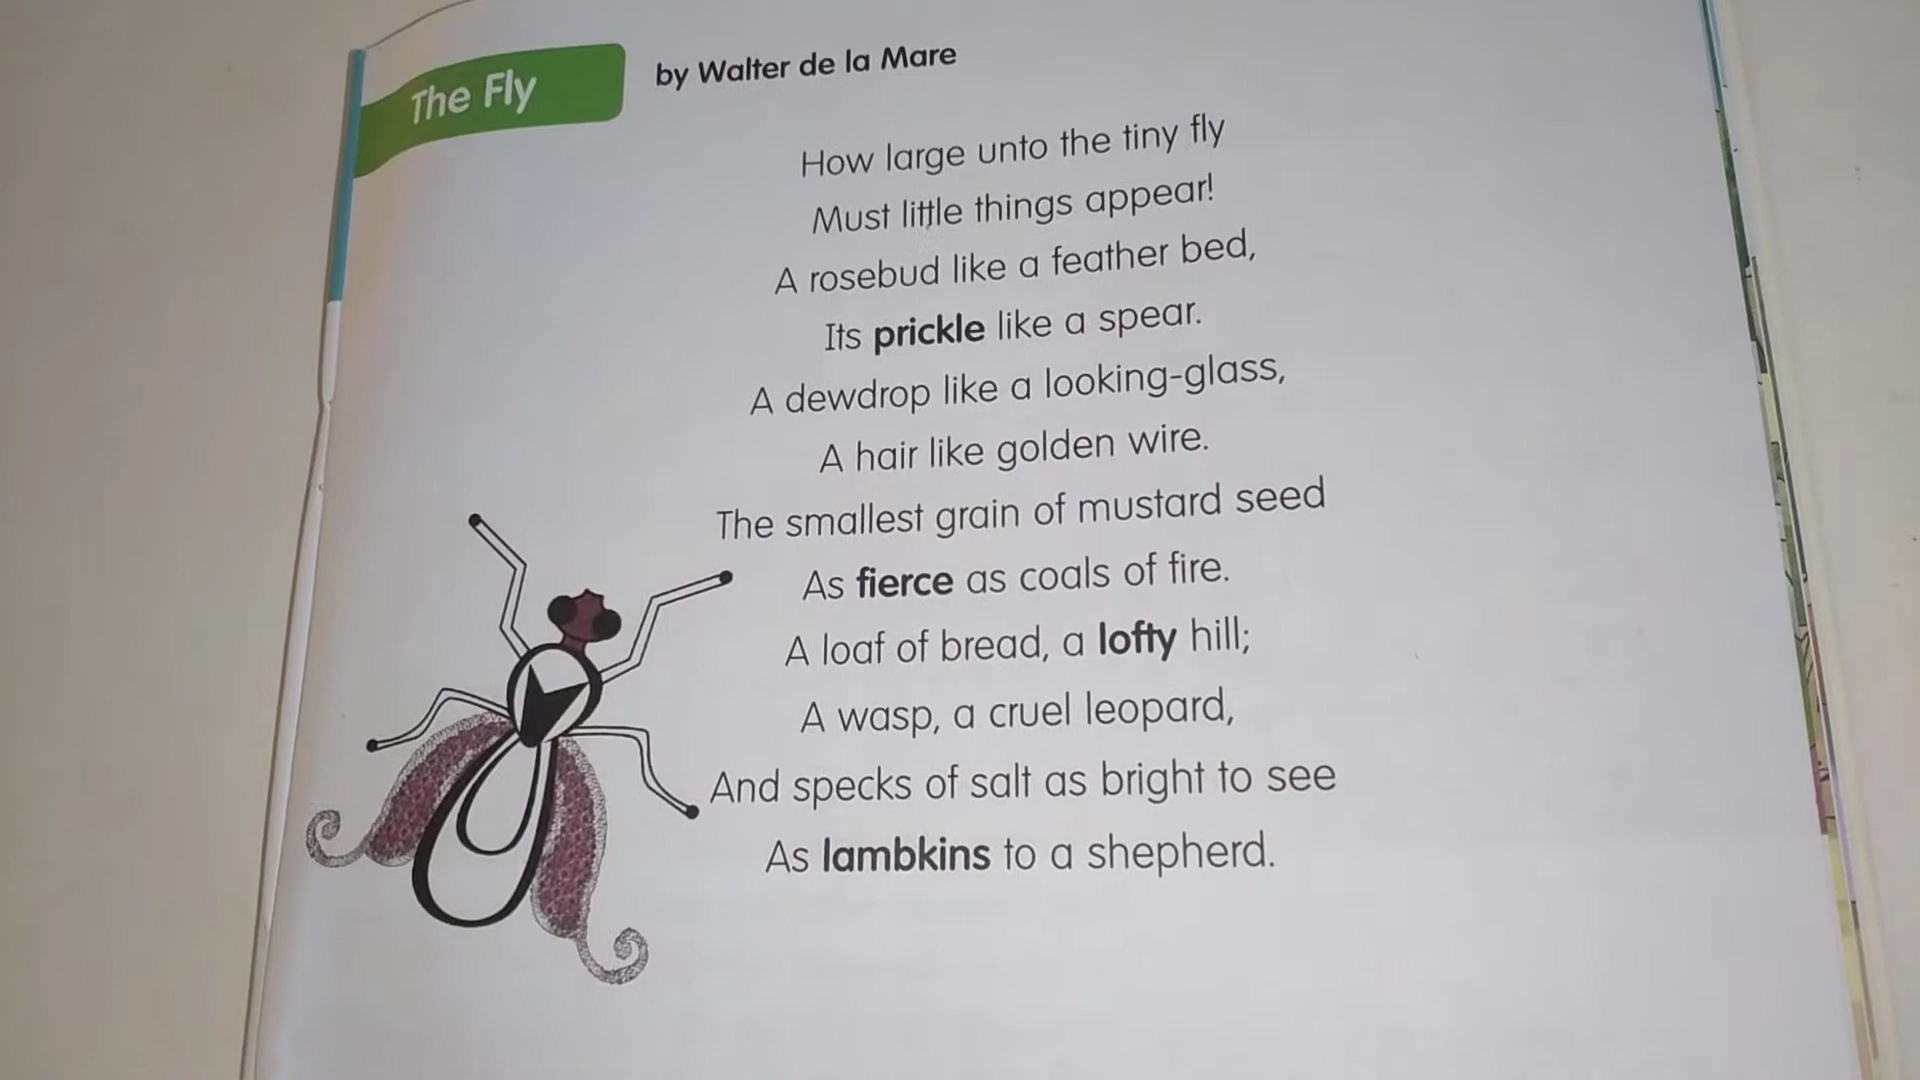 The Fly
by Walter de la Mare
How large unto the tiny fly
Must little things appear!
A rosebud like a feather bed,
Its prickle like a spear.
A dewdrop like a looking-glass,
A hair like golden wire.
The smallest grain of mustard seed
As fierce as coals of fire.
A loaf of bread, a lofty hill;
A wasp, a cruel leopard,
And specks of salt as bright to see
As lambkins to a shepherd.